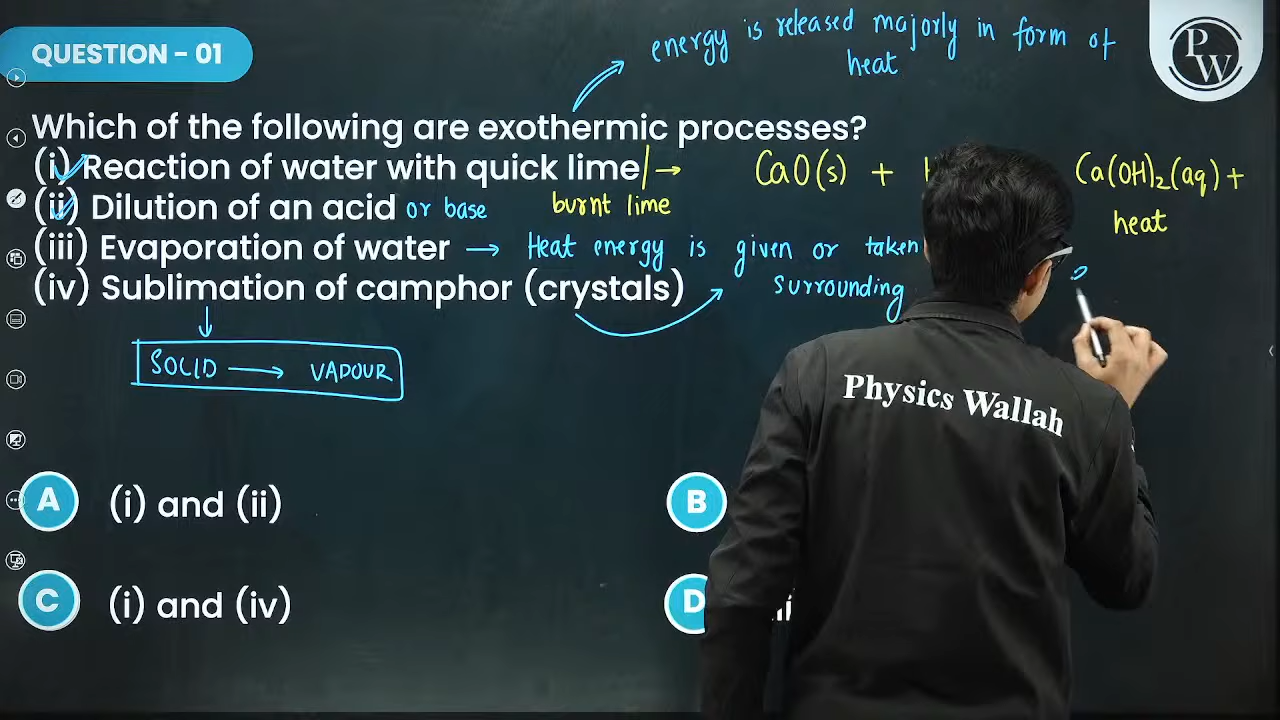 QUESTION - 01
energy is released majorly in form of
heat
PW
Which of the following are exothermic processes?
(i) Reaction of water with quick lime/→ CaO(s) + Ca(OH)₂(aq) +
burnt lime
heat
(ii) Dilution of an acid or base
(iii) Evaporation of water → Heat energy is given or taken
surrounding
(iv) Sublimation of camphor (crystals)
SOLID → VAPOUR
Physics Wallah
A (i) and (ii)
B
C (i) and (iv)
D